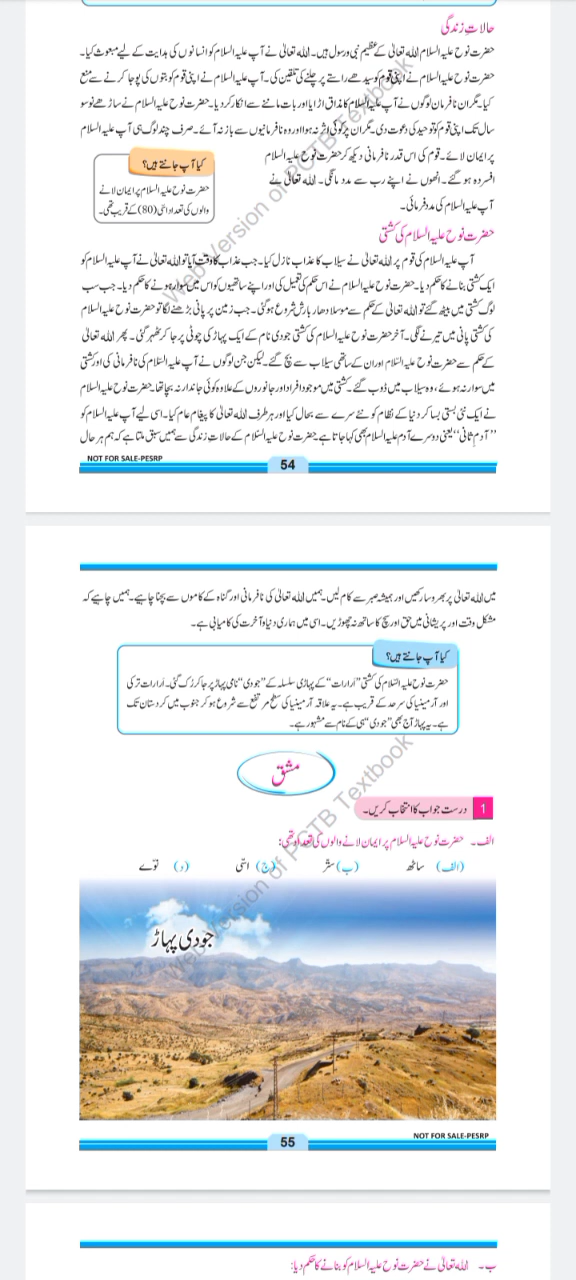 حالاتِ زندگی
حضرت نوح علیہ السلام اللہ تعالیٰ کے عظیم نبی و رسول ہیں۔ اللہ تعالیٰ نے آپ علیہ السلام کو انسانوں کی ہدایت کے لیے مبعوث کیا۔
حضرت نوح علیہ السلام نے اپنی قوم کو سیدھے راستے پر چلنے کی تلقین کی۔ آپ علیہ السلام نے اپنی قوم کو بتوں کی پوجا کرنے سے منع
کیا۔ مگر ان نافرمان لوگوں نے آپ علیہ السلام کا مذاق اڑایا اور بات ماننے سے انکار کر دیا۔ حضرت نوح علیہ السلام نے ساڑھے نو سو
سال تک اپنی قوم کو توحید کی دعوت دی۔ مگر ان پر کوئی اثر نہ ہوا اور وہ نافرمانیوں سے باز نہ آئے۔ صرف چند لوگ ہی آپ علیہ السلام
پر ایمان لائے۔ قوم کی اس قدر نافرمانی دیکھ کر حضرت نوح علیہ السلام
افسردہ ہو گئے۔ انھوں نے اپنے رب سے مدد مانگی۔ اللہ تعالیٰ نے
آپ علیہ السلام کی مدد فرمائی۔
کیا آپ جانتے ہیں؟
حضرت نوح علیہ السلام پر ایمان لانے
والوں کی تعداد اسّی (80) کے قریب تھی۔
حضرت نوح علیہ السلام کی کشتی
آپ علیہ السلام کی قوم پر اللہ تعالیٰ نے سیلاب کا عذاب نازل کیا۔ جب عذاب کا وقت آیا تو اللہ تعالیٰ نے آپ علیہ السلام کو
ایک کشتی بنانے کا حکم دیا۔ حضرت نوح علیہ السلام نے اس حکم کی تعمیل کی اور اپنے ساتھیوں کو اس میں سوار ہونے کا حکم دیا۔ جب سب
لوگ کشتی میں بیٹھ گئے تو اللہ تعالیٰ کے حکم سے موسلا دھار بارش شروع ہو گئی۔ جب زمین پر پانی بڑھنے لگا تو حضرت نوح علیہ السلام
کی کشتی پانی میں تیرنے لگی۔ آخر حضرت نوح علیہ السلام کی کشتی جودی نام کے ایک پہاڑ کی چوٹی پر جا کر ٹھہر گئی۔ پھر اللہ تعالیٰ
کے حکم سے حضرت نوح علیہ السّلام اور ان کے ساتھی سیلاب سے بچ گئے۔ لیکن جن لوگوں نے آپ علیہ السلام کی نافرمانی کی اور کشتی
میں سوار نہ ہوئے، وہ سیلاب میں ڈوب گئے۔ کشتی میں موجود افراد اور جانوروں کے علاوہ کوئی جاندار نہ بچا تھا۔ حضرت نوح علیہ السلام
نے ایک نئی بستی بسا کر دنیا کے نظام کو نئے سرے سے بحال کیا اور ہر طرف اللہ تعالیٰ کا پیغام عام کیا۔ اسی لیے آپ علیہ السلام کو
’’آدمِ ثانی‘‘ یعنی دوسرے آدم علیہ السلام بھی کہا جاتا ہے۔ حضرت نوح علیہ السّلام کے حالاتِ زندگی سے ہمیں سبق ملتا ہے کہ ہم ہر حال
NOT FOR SALE-PESRP
54
میں اللہ تعالیٰ پر بھروسا رکھیں اور ہمیشہ صبر سے کام لیں۔ ہمیں اللہ تعالیٰ کی نافرمانی اور گناہ کے کاموں سے بچنا چاہیے۔ ہمیں چاہیے کہ
مشکل وقت اور پریشانی میں حق اور سچ کا ساتھ نہ چھوڑیں۔ اسی میں ہماری دنیا و آخرت کی کامیابی ہے۔
کیا آپ جانتے ہیں؟
حضرت نوح علیہ السّلام کی کشتی ’’ارارات‘‘ کے پہاڑی سلسلہ کے ’’جودی‘‘ نامی پہاڑ پر جا کر رُک گئی۔ ارارات ترکی
اور آرمینیا کی سرحد کے قریب ہے۔ یہ علاقہ آرمینیا کی سطح مرتفع سے شروع ہو کر جنوب میں کردستان تک
ہے۔ یہ پہاڑ آج بھی ’’جودی‘‘ ہی کے نام سے مشہور ہے۔
مشق
1 درست جواب کا انتخاب کریں۔
الف۔ حضرت نوح علیہ السلام پر ایمان لانے والوں کی تعداد تھی:
(الف) ساٹھ (ب) ستّر (ج) اسّی (د) نوّے
جودی پہاڑ
NOT FOR SALE-PESRP
55
ب۔ اللہ تعالیٰ نے حضرت نوح علیہ السلام کو بنانے کا حکم دیا:
Web Version of PCTB Textbook
Web Version of PCTB Textbook